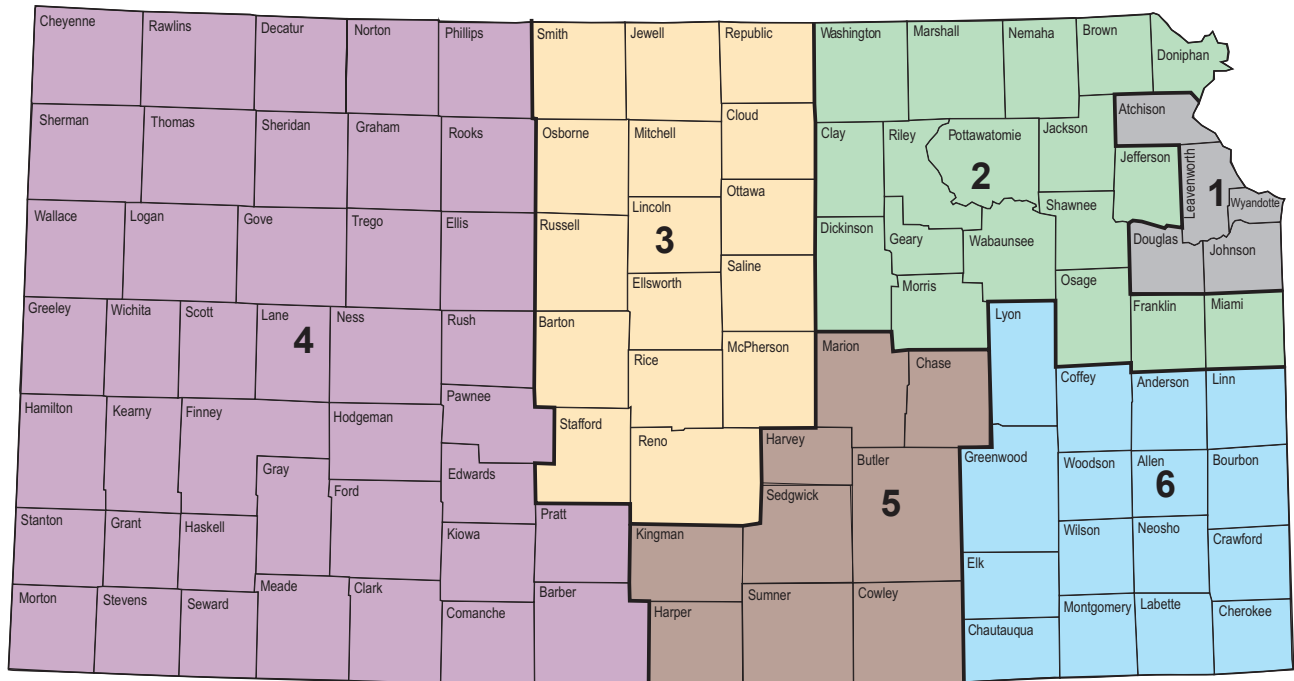 Cheyenne
Rawlins
Decatur
Norton
Phillips
Smith
Jewell
Republic
Washington
Marshall
Nemaha
Brown
Doniphan
Sherman
Thomas
Sheridan
Graham
Rooks
Osborne
Mitchell
Cloud
Clay
Riley
Pottawatomie
Jackson
Atchison
Jefferson
Leavenworth
1
Wyandotte
2
Wallace
Logan
Gove
Trego
Ellis
Russell
Lincoln
3
Ottawa
Dickinson
Geary
Wabaunsee
Shawnee
Douglas
Johnson
Saline
Ellsworth
Morris
Osage
Franklin
Miami
Greeley
Wichita
Scott
Lane
4
Ness
Rush
Barton
Rice
McPherson
Marion
Chase
Lyon
Coffey
Anderson
Linn
Hamilton
Kearny
Finney
Hodgeman
Pawnee
Stafford
Reno
Harvey
Butler
5
Greenwood
Woodson
Allen
6
Bourbon
Gray
Ford
Edwards
Sedgwick
Stanton
Grant
Haskell
Kiowa
Pratt
Kingman
Elk
Wilson
Neosho
Crawford
Morton
Stevens
Seward
Meade
Clark
Comanche
Barber
Harper
Sumner
Cowley
Chautauqua
Montgomery
Labette
Cherokee